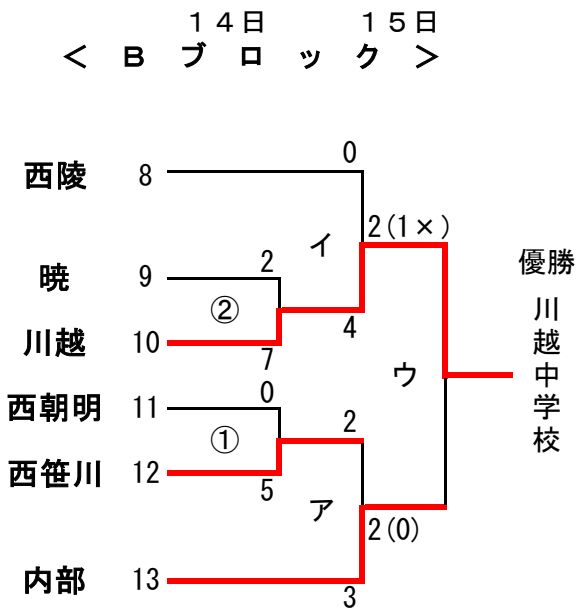 １４日 １５日
＜ Ｂ ブ ロ ッ ク ＞
0
西陵 8
2(1×)
イ
2
暁 9
優勝
②
川越 10
4
7
川越中学校
ウ
0
西朝明 11
2
①
西笹川 12
5
ア
2(0)
内部 13
3